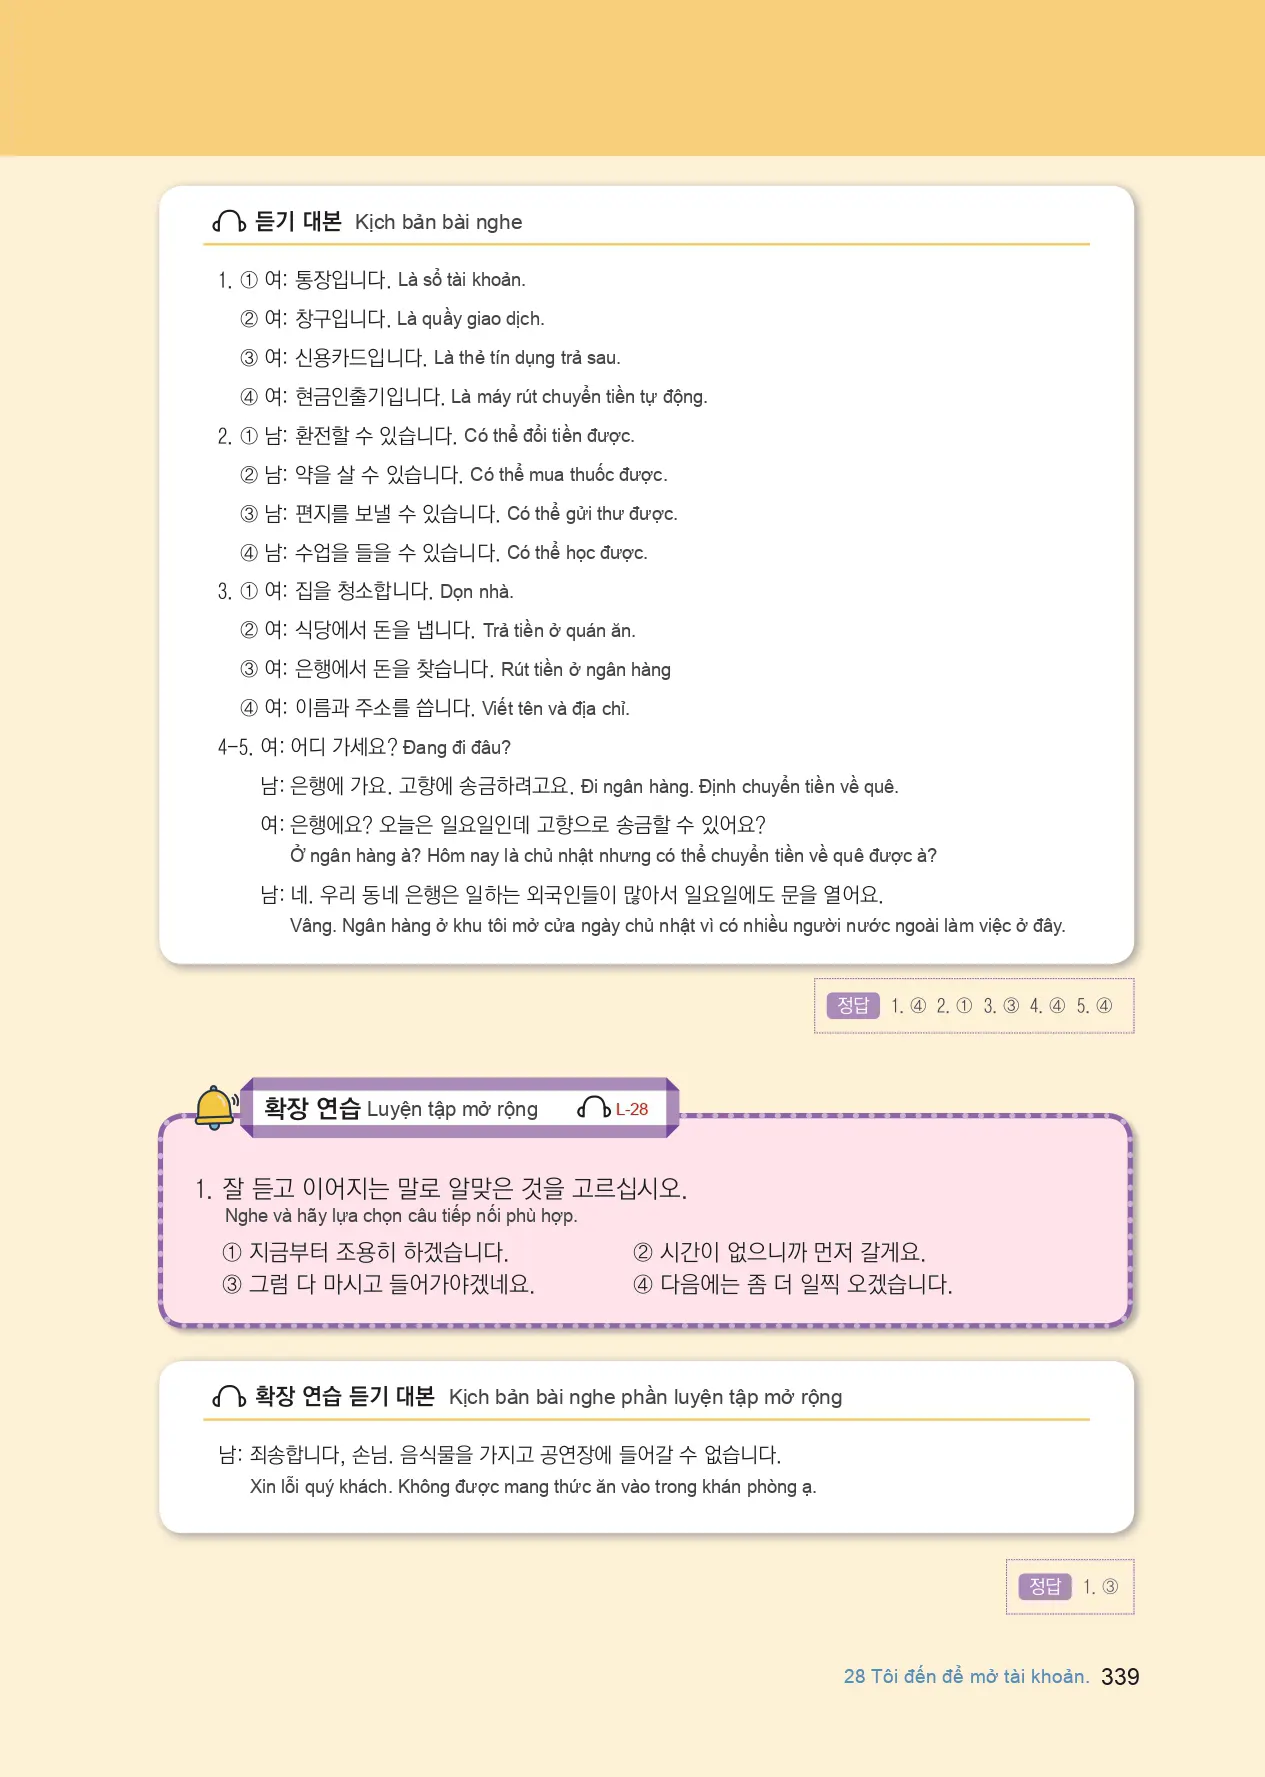 듣기 대본 Kịch bản bài nghe
1. ① 여: 통장입니다. Là sổ tài khoản.
② 여: 창구입니다. Là quầy giao dịch.
③ 여: 신용카드입니다. Là thẻ tín dụng trả sau.
④ 여: 현금인출기입니다. Là máy rút chuyển tiền tự động.
2. ① 남: 환전할 수 있습니다. Có thể đổi tiền được.
② 남: 약을 살 수 있습니다. Có thể mua thuốc được.
③ 남: 편지를 보낼 수 있습니다. Có thể gửi thư được.
④ 남: 수업을 들을 수 있습니다. Có thể học được.
3. ① 여: 집을 청소합니다. Dọn nhà.
② 여: 식당에서 돈을 냅니다. Trả tiền ở quán ăn.
③ 여: 은행에서 돈을 찾습니다. Rút tiền ở ngân hàng
④ 여: 이름과 주소를 씁니다. Viết tên và địa chỉ.
4-5. 여: 어디 가세요? Đang đi đâu?
남: 은행에 가요. 고향에 송금하려고요. Đi ngân hàng. Định chuyển tiền về quê.
여: 은행에요? 오늘은 일요일인데 고향으로 송금할 수 있어요?
Ở ngân hàng à? Hôm nay là chủ nhật nhưng có thể chuyển tiền về quê được à?
남: 네. 우리 동네 은행은 일하는 외국인들이 많아서 일요일에도 문을 열어요.
Vâng. Ngân hàng ở khu tôi mở cửa ngày chủ nhật vì có nhiều người nước ngoài làm việc ở đây.
정답 1. ④ 2. ① 3. ③ 4. ④ 5. ④
확장 연습 Luyện tập mở rộng L-28
1. 잘 듣고 이어지는 말로 알맞은 것을 고르십시오.
Nghe và hãy lựa chọn câu tiếp nối phù hợp.
① 지금부터 조용히 하겠습니다. ② 시간이 없으니까 먼저 갈게요.
③ 그럼 다 마시고 들어가야겠네요. ④ 다음에는 좀 더 일찍 오겠습니다.
확장 연습 듣기 대본 Kịch bản bài nghe phần luyện tập mở rộng
남: 죄송합니다, 손님. 음식물을 가지고 공연장에 들어갈 수 없습니다.
Xin lỗi quý khách. Không được mang thức ăn vào trong khán phòng ạ.
정답 1. ③
28 Tôi đến để mở tài khoản. 339